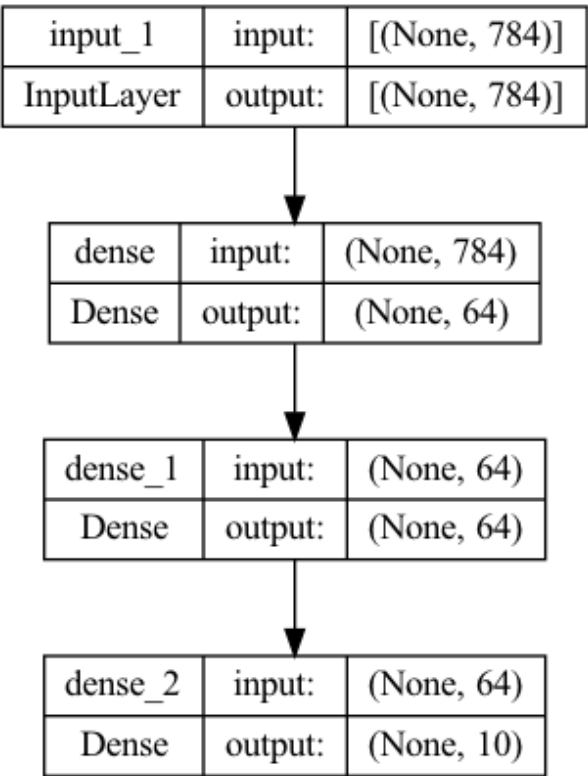 input_1 input: [(None, 784)]
InputLayer output: [(None, 784)]
dense input: (None, 784)
Dense output: (None, 64)
dense_1 input: (None, 64)
Dense output: (None, 64)
dense_2 input: (None, 64)
Dense output: (None, 10)